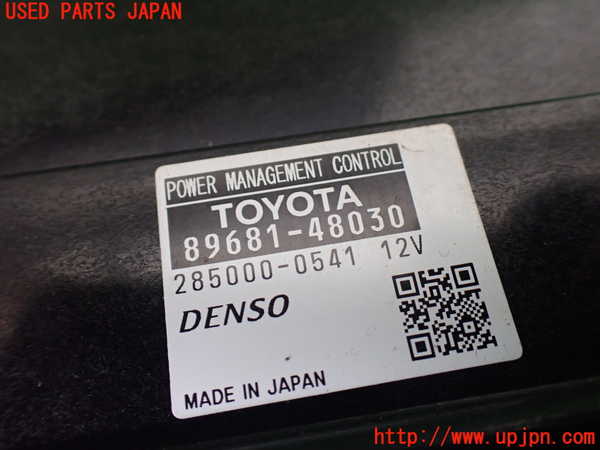 USED PARTS JAPAN
POWER MANAGEMENT CONTROL
TOYOTA
89681-48030
285000-0541 12V
DENSO
MADE IN JAPAN
http://www.upjpn.com/